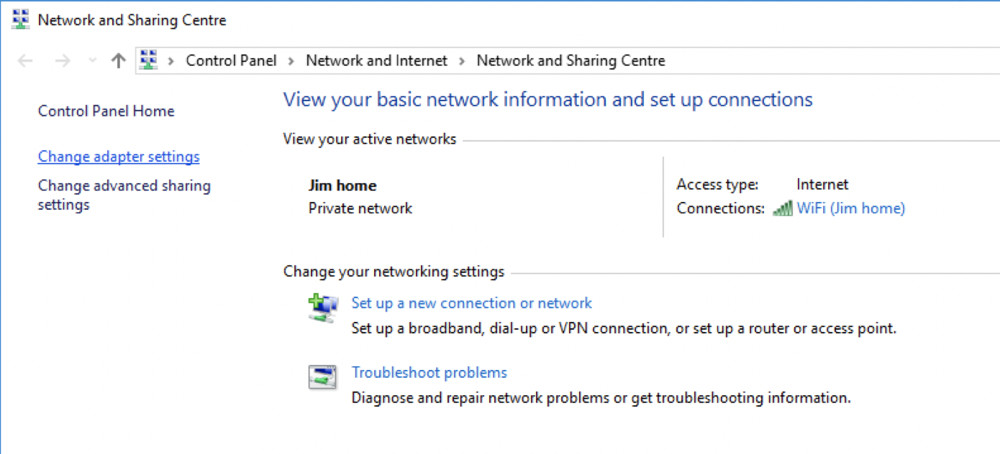 Network and Sharing Centre
Control Panel > Network and Internet > Network and Sharing Centre
Control Panel Home
Change adapter settings
Change advanced sharing
settings
View your basic network information and set up connections
View your active networks
Jim home
Private network
Access type: Internet
Connections: WiFi (Jim home)
Change your networking settings
Set up a new connection or network
Set up a broadband, dial-up or VPN connection, or set up a router or access point.
Troubleshoot problems
Diagnose and repair network problems or get troubleshooting information.